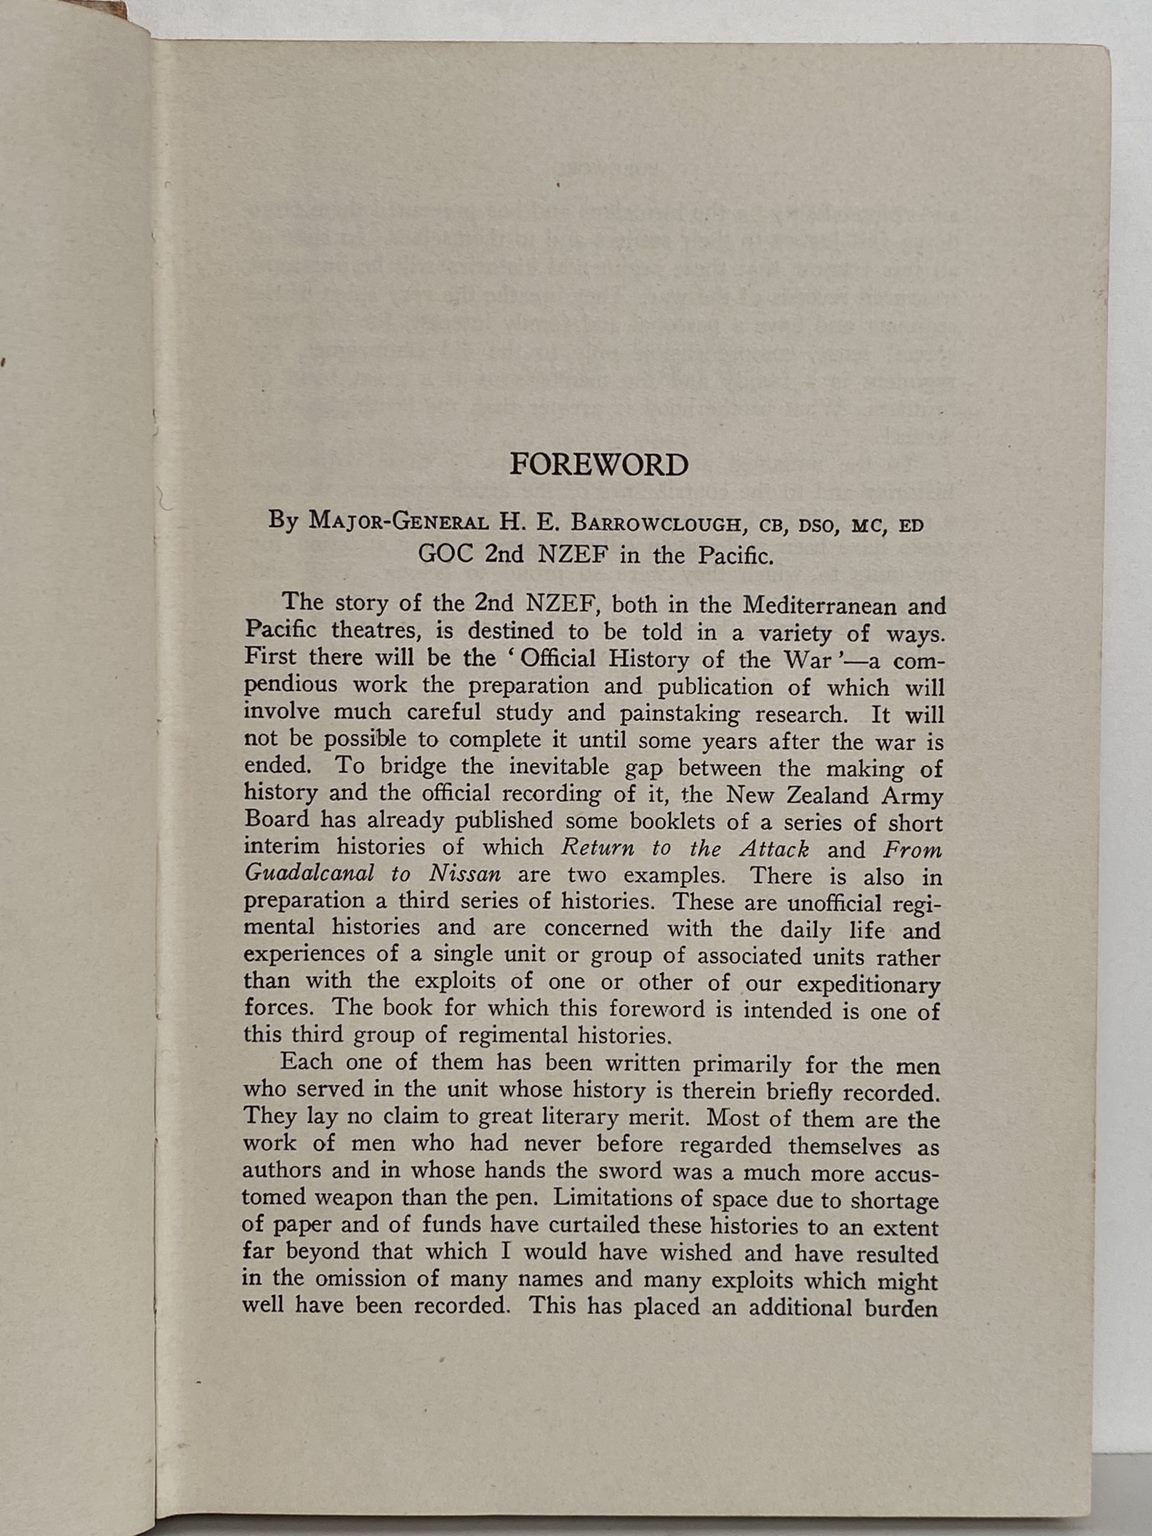 FOREWORD
By Major-General H. E. Barrowclough, CB, DSO, MC, ED
GOC 2nd NZEF in the Pacific.
The story of the 2nd NZEF, both in the Mediterranean and
Pacific theatres, is destined to be told in a variety of ways.
First there will be the ‘ Official History of the War ’—a com-
pendious work the preparation and publication of which will
involve much careful study and painstaking research. It will
not be possible to complete it until some years after the war is
ended. To bridge the inevitable gap between the making of
history and the official recording of it, the New Zealand Army
Board has already published some booklets of a series of short
interim histories of which Return to the Attack and From
Guadalcanal to Nissan are two examples. There is also in
preparation a third series of histories. These are unofficial regi-
mental histories and are concerned with the daily life and
experiences of a single unit or group of associated units rather
than with the exploits of one or other of our expeditionary
forces. The book for which this foreword is intended is one of
this third group of regimental histories.
Each one of them has been written primarily for the men
who served in the unit whose history is therein briefly recorded.
They lay no claim to great literary merit. Most of them are the
work of men who had never before regarded themselves as
authors and in whose hands the sword was a much more accus-
tomed weapon than the pen. Limitations of space due to shortage
of paper and of funds have curtailed these histories to an extent
far beyond that which I would have wished and have resulted
in the omission of many names and many exploits which might
well have been recorded. This has placed an additional burden